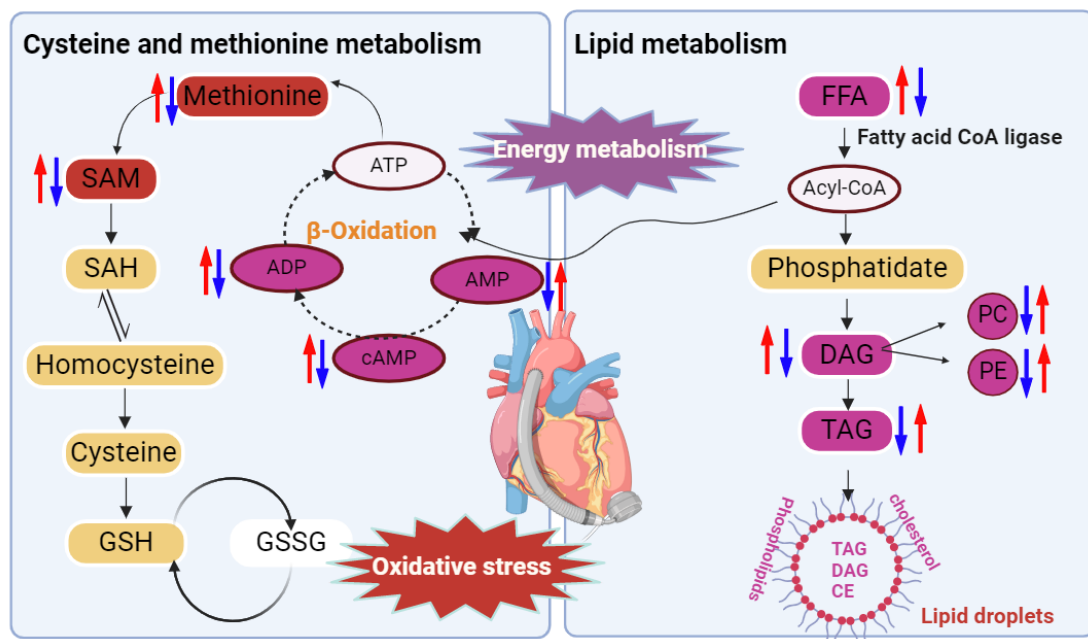 Cysteine and methionine metabolism
Methionine
SAM
SAH
Homocysteine
Cysteine
GSH
GSSG
Oxidative stress
ATP
β-Oxidation
ADP
AMP
cAMP
Energy metabolism
Lipid metabolism
FFA
Fatty acid CoA ligase
Acyl-CoA
Phosphatidate
DAG
PC
PE
TAG
Phospholipids
cholesterol
TAG
DAG
CE
Lipid droplets